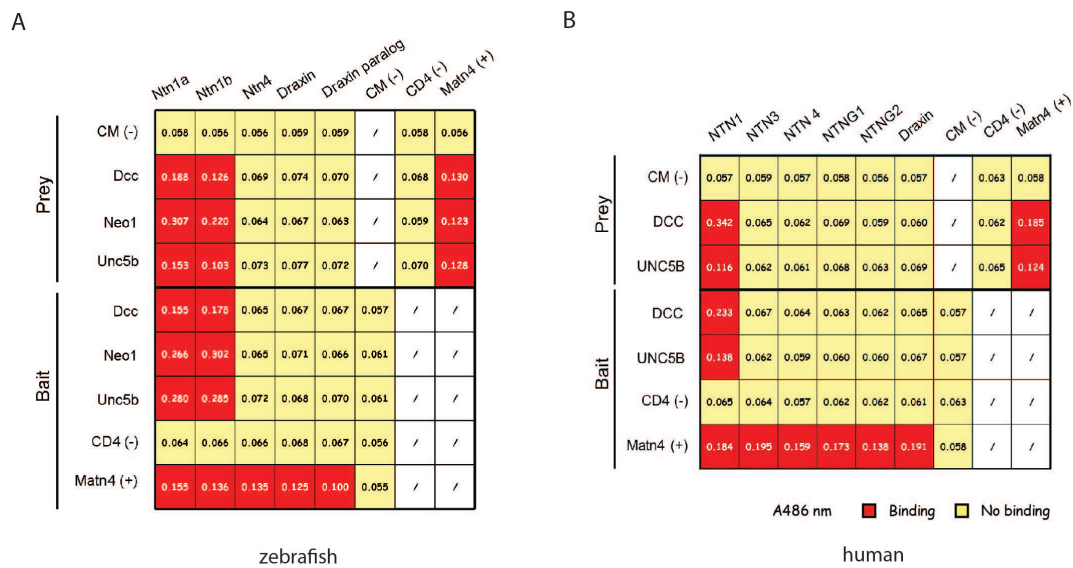 A
Ntn1a Ntn1b Ntn4 Draxin Draxin paralog CM (-) CD4 (-) Matn4 (+)
Prey
CM (-) 0.058 0.056 0.056 0.059 0.059 / 0.058 0.056
Dcc 0.188 0.126 0.069 0.074 0.070 / 0.068 0.130
Neo1 0.307 0.220 0.064 0.067 0.063 / 0.059 0.123
Unc5b 0.153 0.103 0.073 0.077 0.072 / 0.070 0.128
Bait
Dcc 0.155 0.178 0.065 0.067 0.067 0.057 / /
Neo1 0.266 0.302 0.065 0.071 0.066 0.061 / /
Unc5b 0.280 0.285 0.072 0.068 0.070 0.061 / /
CD4 (-) 0.064 0.066 0.066 0.068 0.067 0.056 / /
Matn4 (+) 0.155 0.136 0.135 0.125 0.100 0.055 / /
zebrafish
B
NTN1 NTN3 NTN 4 NTNG1 NTNG2 Draxin CM (-) CD4 (-) Matn4 (+)
Prey
CM (-) 0.057 0.059 0.057 0.058 0.056 0.057 / 0.063 0.058
DCC 0.342 0.065 0.062 0.069 0.059 0.060 / 0.062 0.185
UNC5B 0.116 0.062 0.061 0.068 0.063 0.069 / 0.065 0.124
Bait
DCC 0.233 0.067 0.064 0.063 0.062 0.065 0.057 / /
UNC5B 0.138 0.062 0.059 0.060 0.060 0.067 0.057 / /
CD4 (-) 0.065 0.064 0.057 0.062 0.062 0.061 0.063 / /
Matn4 (+) 0.184 0.195 0.159 0.173 0.138 0.191 0.058 / /
A486 nm Binding No binding
human